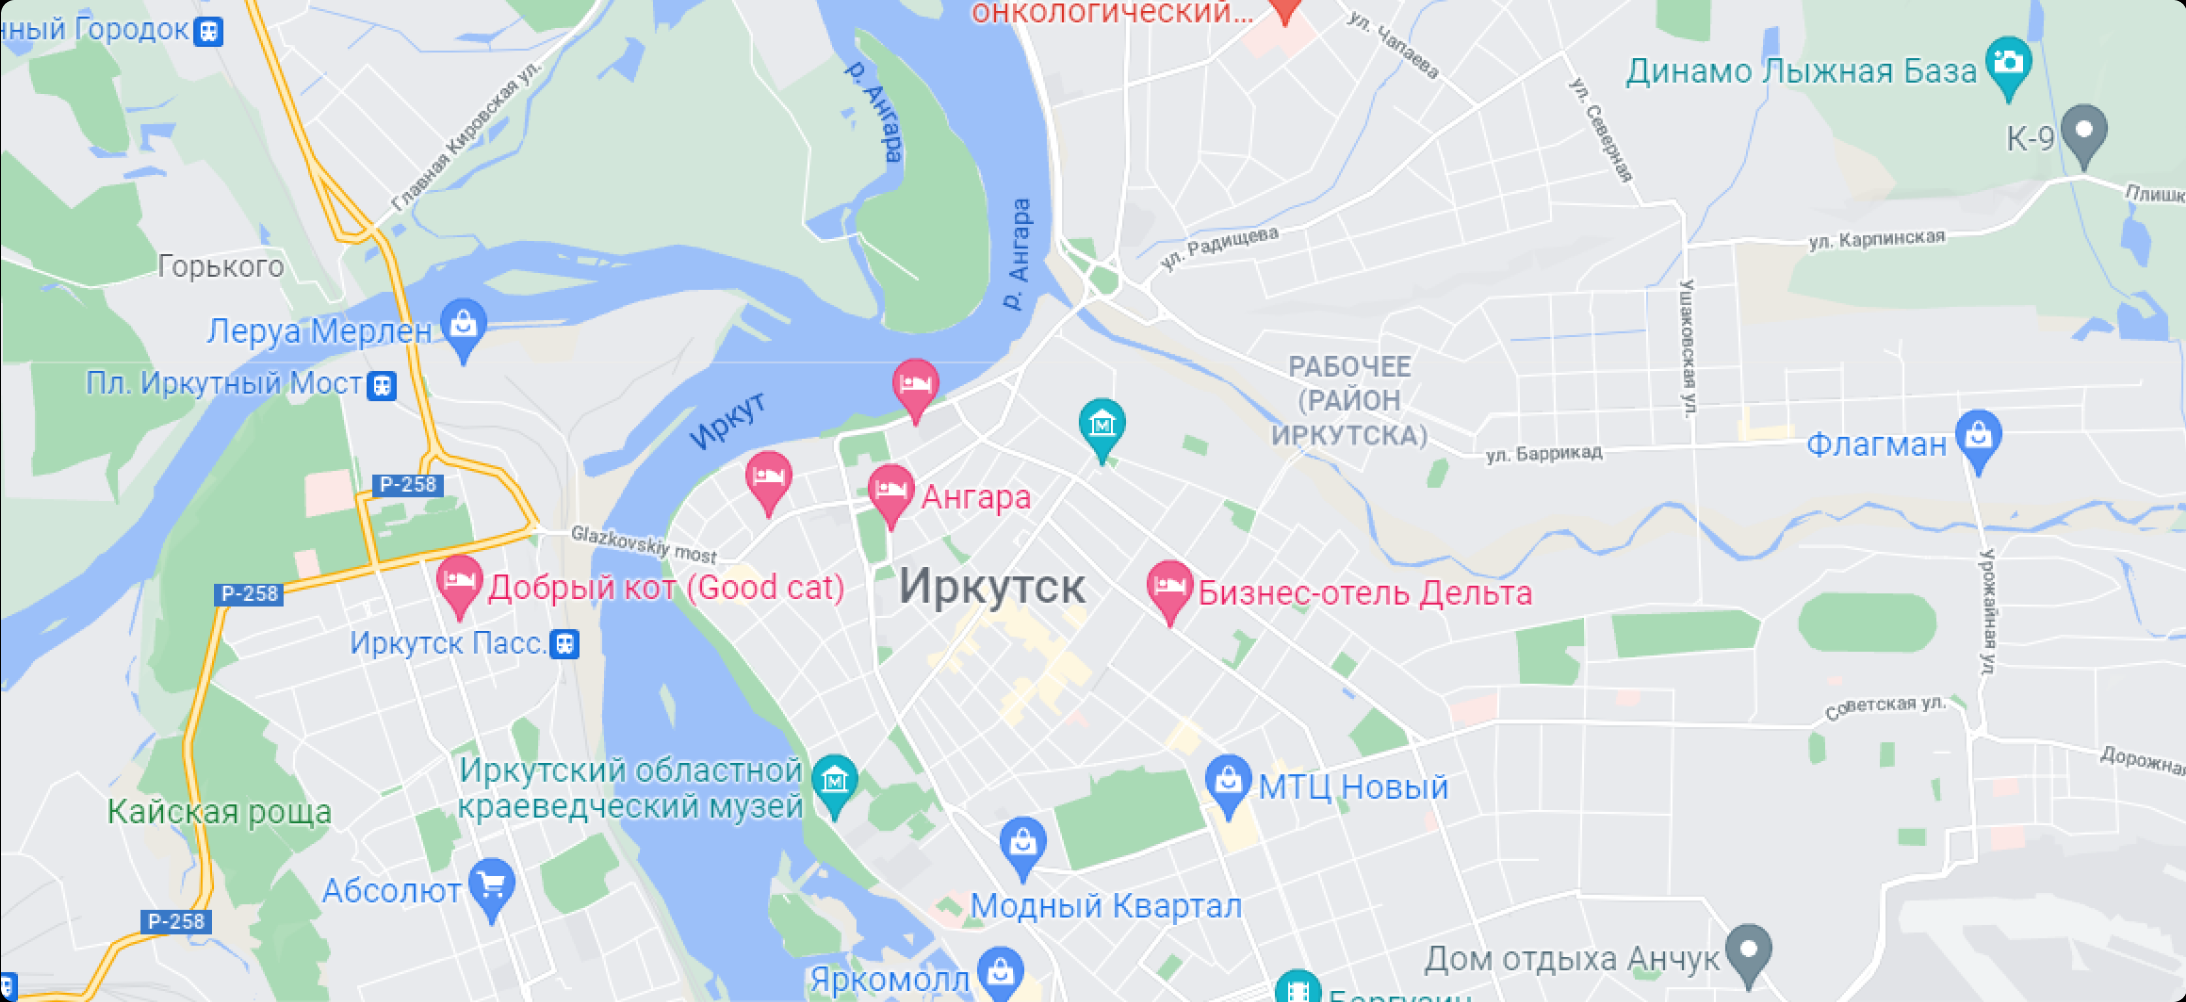 онкологический...
ный Городок
ул. Чапаева
Динамо Лыжная База
Главная Кировская ул.
р. Ангара
ул. Северная
К-9
Плишк
р. Ангара
ул. Радищева
ул. Карпинская
Горького
Леруа Мерлен
Ушаковская ул.
Пл. Иркутный Мост
РАБОЧЕЕ
(РАЙОН
ИРКУТСКА)
Иркут
ул. Баррикад
Флагман
Р-258
Ангара
Glazkovskiy most
Р-258
Добрый кот (Good cat)
Иркутск
Бизнес-отель Дельта
Урожайная ул.
Иркутск Пасс.
Советская ул.
Дорожная
Иркутский областной
краеведческий музей
МТЦ Новый
Кайская роща
Абсолют
Модный Квартал
Р-258
Дом отдыха Анчук
Яркомолл
Баргузин